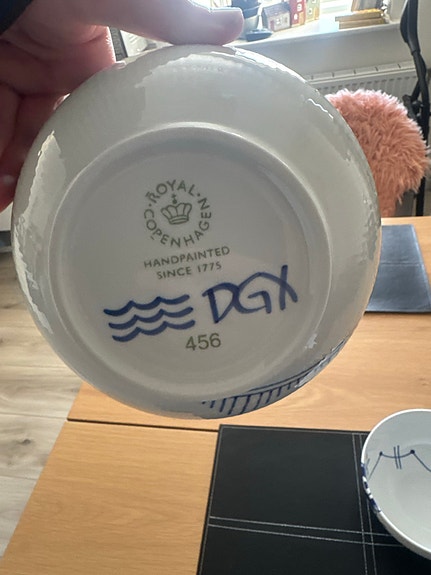 ROYAL COPENHAGEN
HANDPAINTED
SINCE 1775
DGX
456